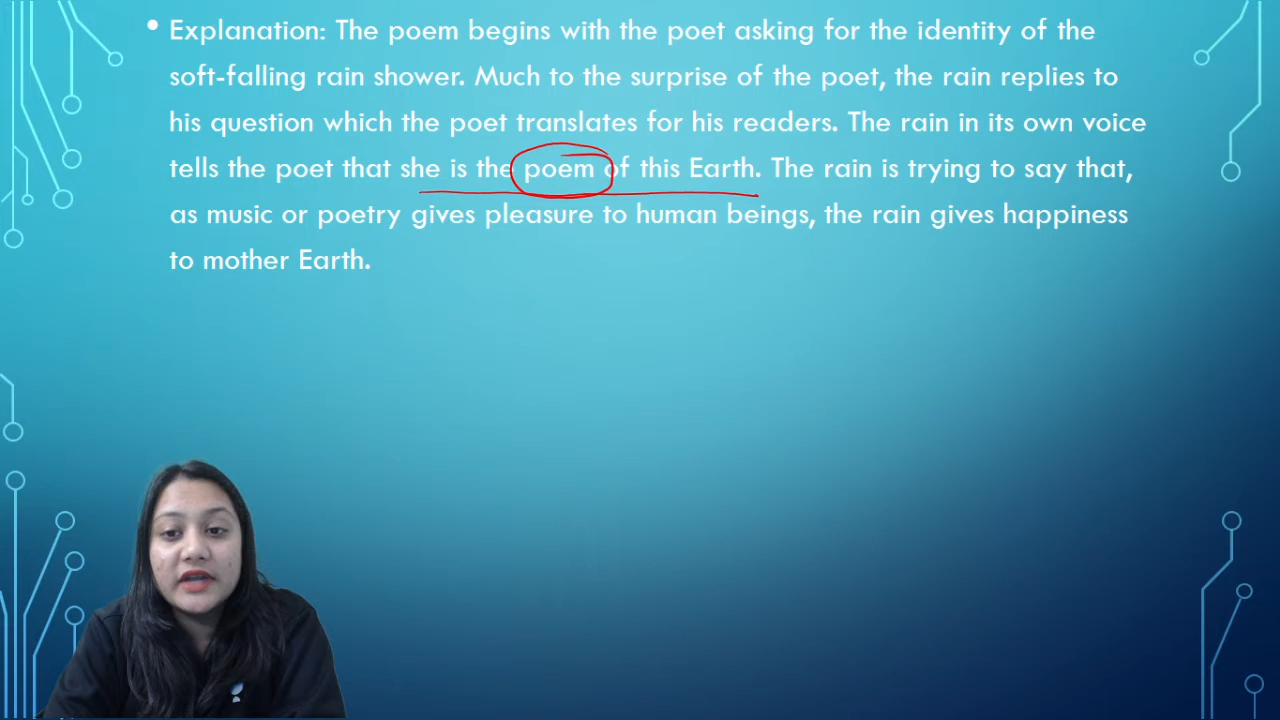 • Explanation: The poem begins with the poet asking for the identity of the
soft-falling rain shower. Much to the surprise of the poet, the rain replies to
his question which the poet translates for his readers. The rain in its own voice
tells the poet that she is the poem of this Earth. The rain is trying to say that,
as music or poetry gives pleasure to human beings, the rain gives happiness
to mother Earth.